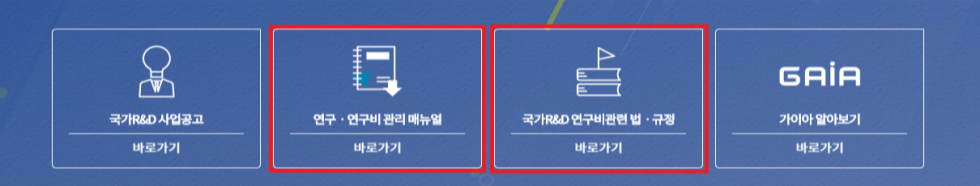 국가R&D 사업공고
바로가기
연구 · 연구비 관리 매뉴얼
바로가기
국가R&D 연구비관련 법 · 규정
바로가기
GAIA
가이아 알아보기
바로가기